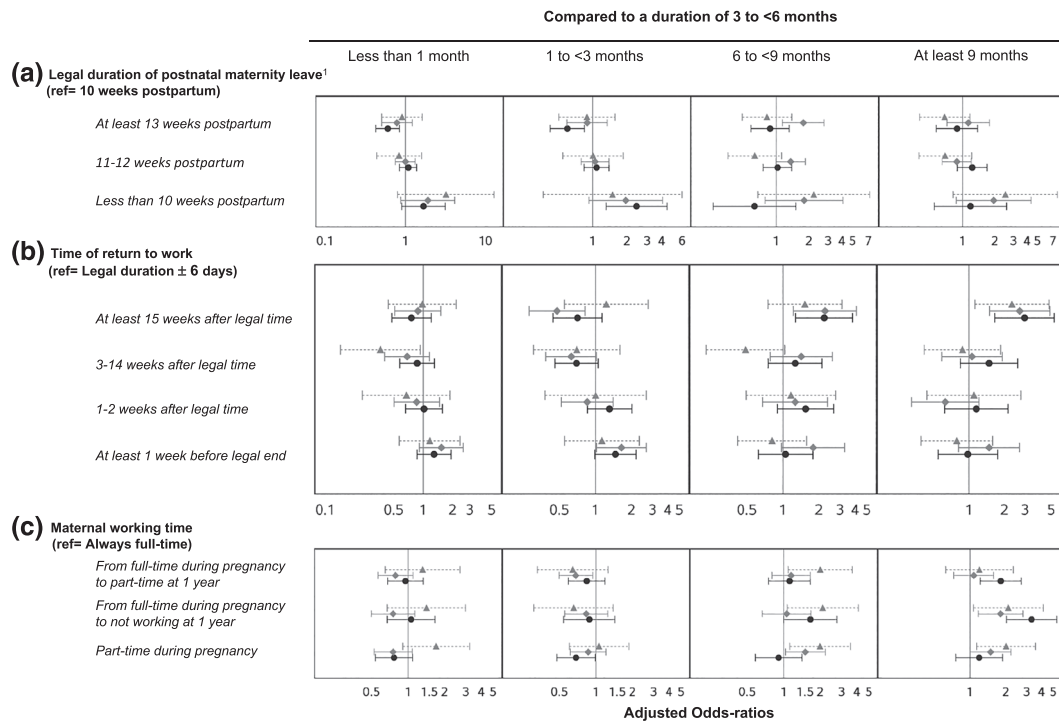 Compared to a duration of 3 to <6 months
Less than 1 month 1 to <3 months 6 to <9 months At least 9 months
(a) Legal duration of postnatal maternity leave¹
(ref= 10 weeks postpartum)
At least 13 weeks postpartum
11-12 weeks postpartum
Less than 10 weeks postpartum
0.1 1 10 1 2 3 4 6 1 2 3 4 5 7 1 2 3 4 5 7
(b) Time of return to work
(ref= Legal duration ± 6 days)
At least 15 weeks after legal time
3-14 weeks after legal time
1-2 weeks after legal time
At least 1 week before legal end
0.1 0.5 1 2 3 5 0.5 1 2 3 4 5 0.5 1 2 3 4 5 0.5 1 2 3 5
(c) Maternal working time
(ref= Always full-time)
From full-time during pregnancy
to part-time at 1 year
From full-time during pregnancy
to not working at 1 year
Part-time during pregnancy
0.5 1 1.5 2 3 4 5 0.5 1 1.5 2 3 4 5 0.5 1 1.5 2 3 4 5 1 2 3 4 5
Adjusted Odds-ratios